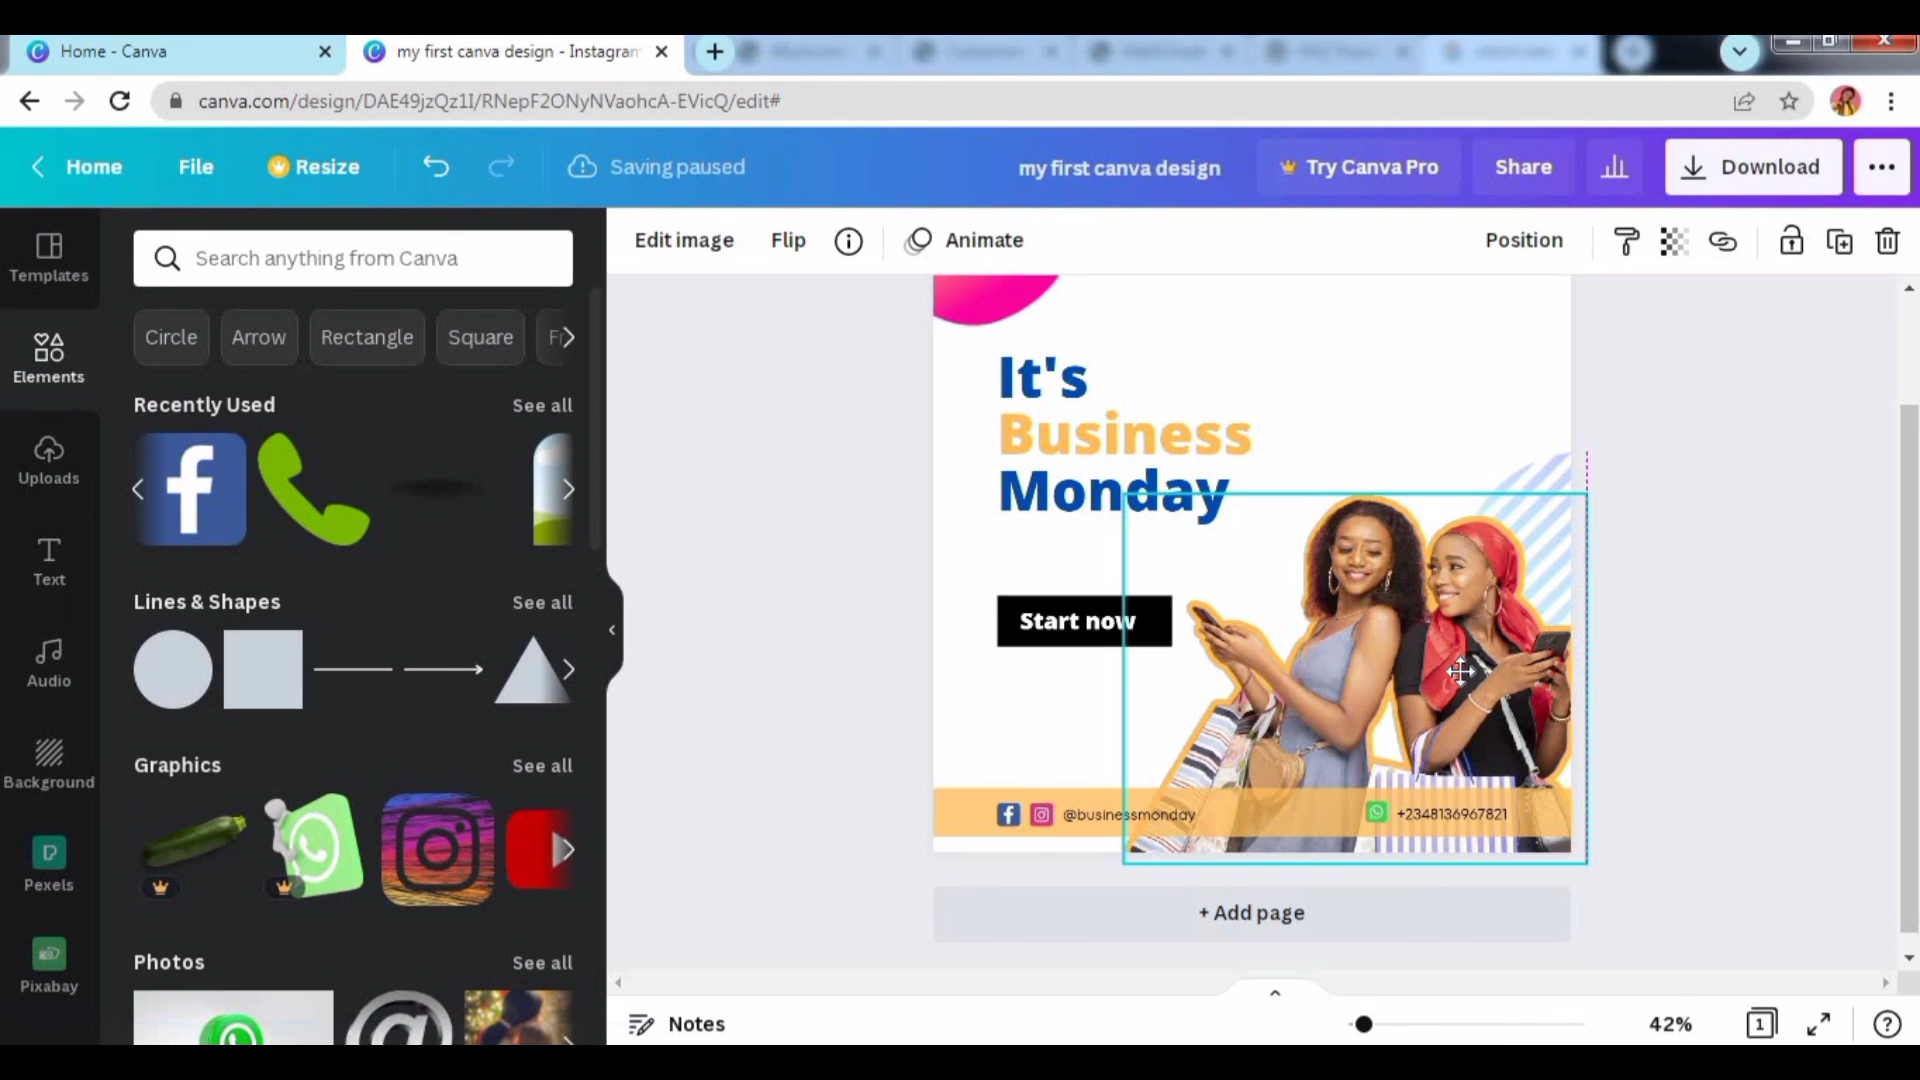 Home - Canva
my first canva design - Instagram
canva.com/design/DAE49jzQz1I/RNepF2ONyNVaohcA-EVicQ/edit#
Home
File
Resize
Saving paused
my first canva design
Try Canva Pro
Share
Download
Templates
Elements
Uploads
Text
Audio
Background
Pexels
Pixabay
Search anything from Canva
Circle
Arrow
Rectangle
Square
Recently Used
See all
Lines & Shapes
See all
Graphics
See all
Photos
See all
Edit image
Flip
Animate
Position
It's
Business
Monday
Start now
@businessmonday
+2348136967821
+ Add page
Notes
42%
1